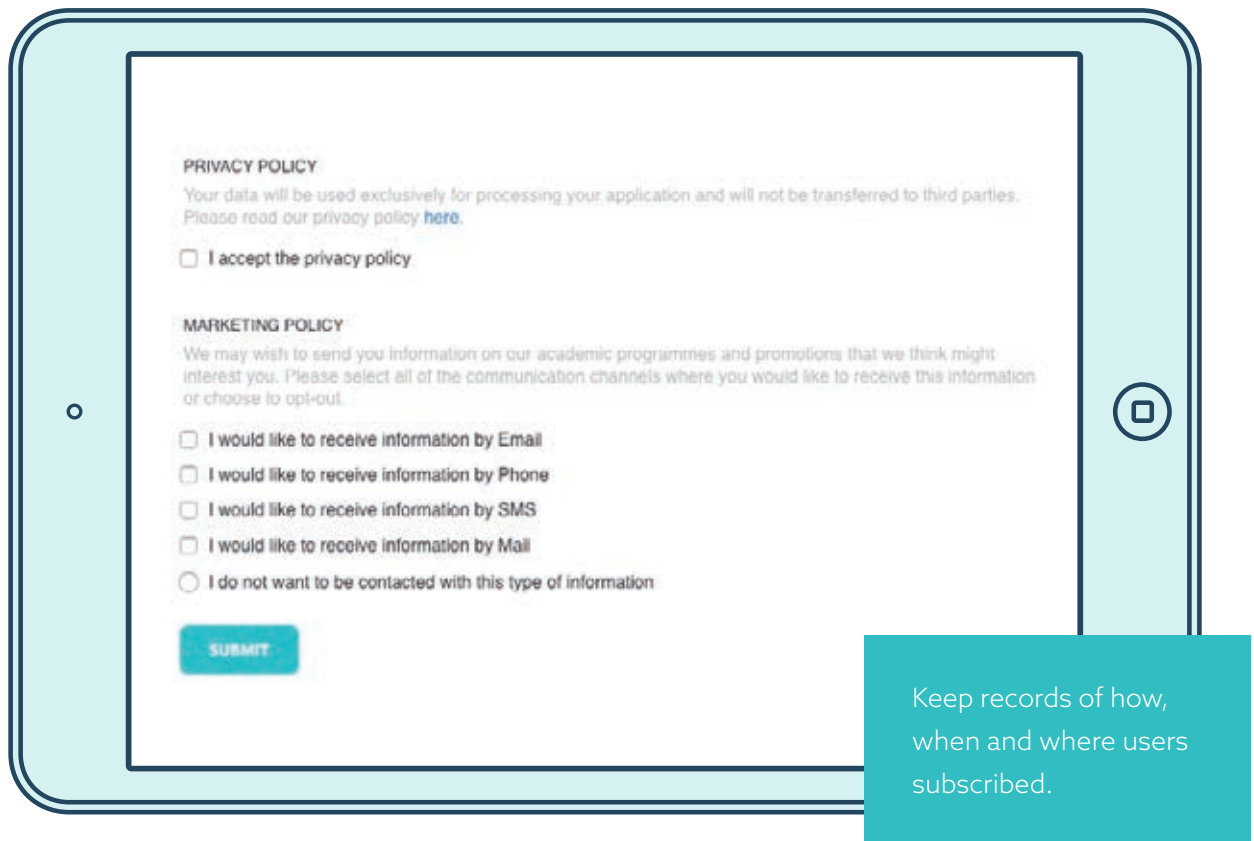 PRIVACY POLICY
Your data will be used exclusively for processing your application and will not be transferred to third parties.
Please read our privacy policy here.
I accept the privacy policy
MARKETING POLICY
We may wish to send you information on our academic programmes and promotions that we think might
interest you. Please select all of the communication channels where you would like to receive this information
or choose to opt-out.
I would like to receive information by Email
I would like to receive information by Phone
I would like to receive information by SMS
I would like to receive information by Mail
I do not want to be contacted with this type of information
SUBMIT
Keep records of how,
when and where users
subscribed.